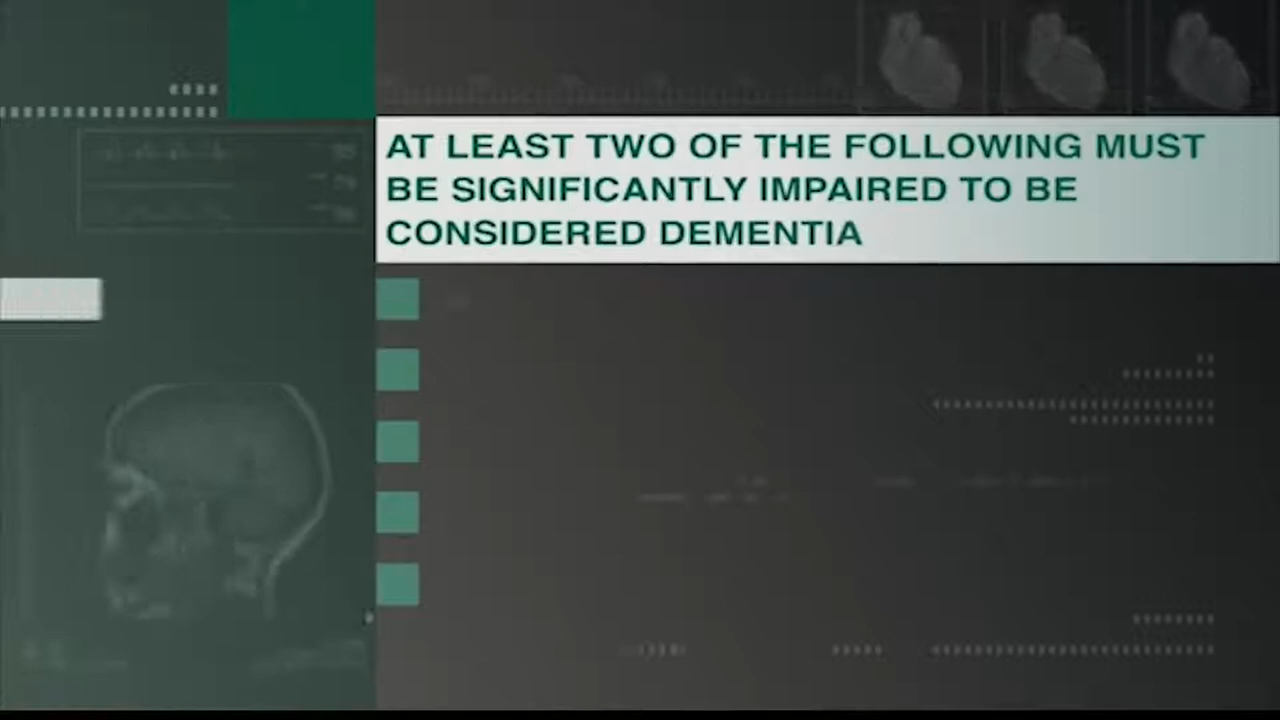 AT LEAST TWO OF THE FOLLOWING MUST
BE SIGNIFICANTLY IMPAIRED TO BE
CONSIDERED DEMENTIA